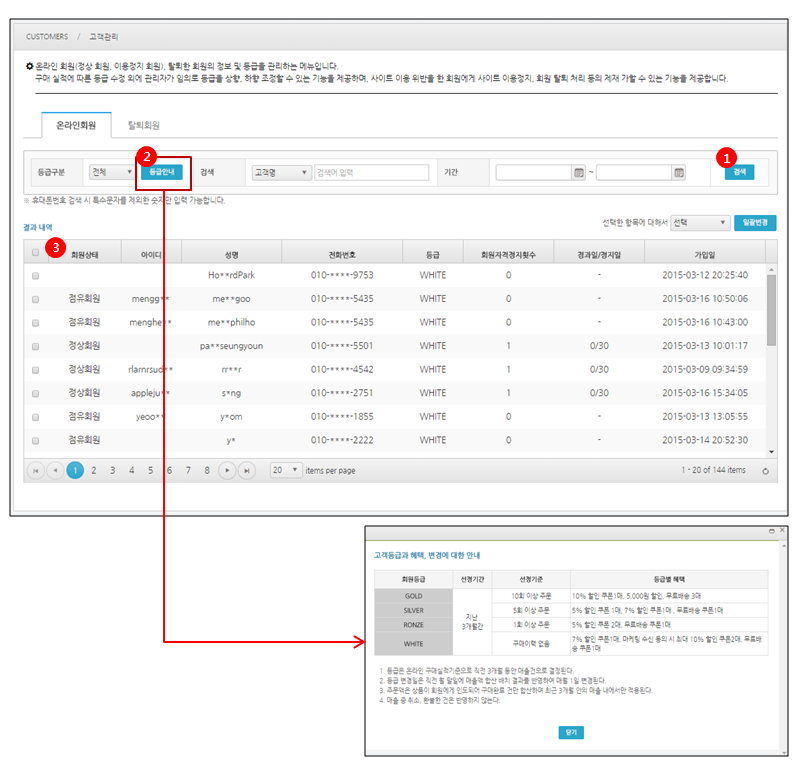 CUSTOMERS / 고객관리
온라인 회원(정상 회원, 이용정지 회원), 탈퇴한 회원의 정보 및 등급을 관리하는 메뉴입니다.
구매 실적에 따른 등급 수정 외에 관리자가 임의로 등급을 상향, 하향 조정할 수 있는 기능을 제공하며, 사이트 이용 위반을 한 회원에게 사이트 이용정지, 회원 탈퇴 처리 등의 제재 가할 수 있는 기능을 제공합니다.
온라인회원 탈퇴회원
2 1
등급구분 전체 등급안내 검색 고객명 검색어 입력 기간 ~ 검색
※ 휴대폰번호 검색 시 특수문자를 제외한 숫자만 입력 가능합니다.
선택한 항목에 대해서 선택 일괄변경
결과 내역
3 회원상태 아이디 성명 전화번호 등급 회원자격정지횟수 경과일/정지일 가입일
Ho**rdPark 010-****-9753 WHITE 0 - 2015-03-12 20:25:40
점유회원 mengg** me**goo 010-****-5435 WHITE 0 - 2015-03-16 10:50:06
점유회원 menghe** me**philho 010-****-5435 WHITE 0 - 2015-03-16 10:43:00
정상회원 pa**seungyoun 010-****-5501 WHITE 1 0/30 2015-03-13 10:01:17
정상회원 rlarnrsud** rr**r 010-****-4542 WHITE 1 0/30 2015-03-09 09:34:59
정상회원 appleju** s*ng 010-****-2751 WHITE 1 0/30 2015-03-16 15:34:05
점유회원 yeoo** y*om 010-****-1855 WHITE 0 - 2015-03-13 13:05:55
점유회원 y* 010-****-2222 WHITE 0 - 2015-03-14 20:52:30
1 2 3 4 5 6 7 8 20 items per page 1 - 20 of 144 items
고객등급과 혜택, 변경에 대한 안내
회원등급 선정기간 선정기준 등급별 혜택
GOLD 지난 3개월간 10회 이상 주문 10% 할인 쿠폰1매, 5,000원 할인, 무료배송 3매
SILVER 5회 이상 주문 5% 할인 쿠폰 1매, 7% 할인 쿠폰1매 , 무료배송 쿠폰1매
RONZE 1회 이상 주문 5% 할인 쿠폰 2매, 무료배송 쿠폰1매
WHITE 구매이력 없음 7% 할인 쿠폰1매, 마케팅 수신 동의 시 최대 10% 할인 쿠폰2매, 무료배송 쿠폰1매
1. 등급은 온라인 구매실적기준으로 직전 3개월 동안 매출건으로 결정된다.
2. 등급 변경일은 직전 월 말일에 매출액 합산 배치 결과를 반영하여 매월 1일 변경된다.
3. 주문액은 상품이 회원에게 인도되어 구매완료 건만 합산하며 최근 3개월 안의 매출 내에서만 적용된다.
4. 매출 중 취소, 환불한 건은 반영하지 않는다.
닫기